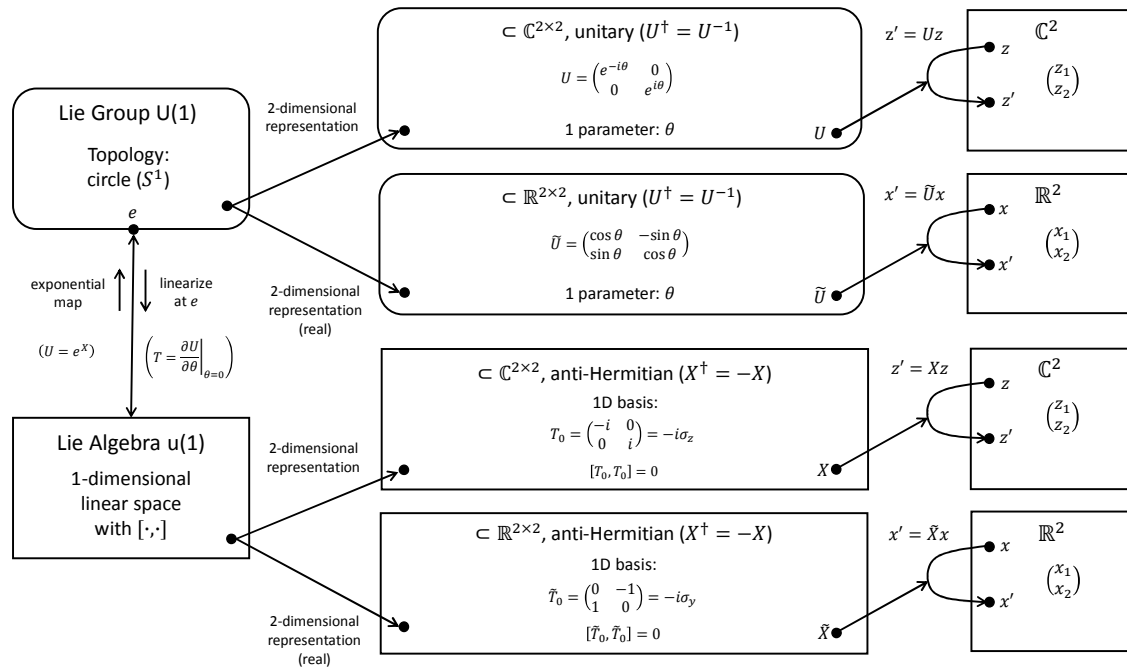 Lie Group U(1)
Topology:
circle (𝑆¹)
𝑒
exponential
map
linearize
at 𝑒
(𝑈 = 𝑒^𝑋)
(𝑇 = ∂𝑈/∂𝜃|_{𝜃=0})
Lie Algebra u(1)
1-dimensional
linear space
with [⋅,⋅]
2-dimensional
representation
2-dimensional
representation
(real)
2-dimensional
representation
2-dimensional
representation
(real)
⊂ ℂ^{2×2}, unitary (𝑈† = 𝑈⁻¹)
𝑈 = (𝑒^{−𝑖𝜃} 0
0 𝑒^{𝑖𝜃})
1 parameter: 𝜃
𝑈
z′ = 𝑈𝑧
ℂ²
𝑧
𝑧′
(𝑧₁
𝑧₂)
⊂ ℝ^{2×2}, unitary (𝑈† = 𝑈⁻¹)
Ũ = (cos 𝜃 −sin 𝜃
sin 𝜃 cos 𝜃)
1 parameter: 𝜃
Ũ
𝑥′ = Ũ𝑥
ℝ²
𝑥
𝑥′
(𝑥₁
𝑥₂)
⊂ ℂ^{2×2}, anti-Hermitian (𝑋† = −𝑋)
1D basis:
𝑇₀ = (−𝑖 0
0 𝑖) = −𝑖𝜎_𝑧
[𝑇₀, 𝑇₀] = 0
𝑋
𝑧′ = 𝑋𝑧
ℂ²
𝑧
𝑧′
(𝑧₁
𝑧₂)
⊂ ℝ^{2×2}, anti-Hermitian (𝑋† = −𝑋)
1D basis:
T̃₀ = (0 −1
1 0) = −𝑖𝜎_𝑦
[T̃₀, T̃₀] = 0
X̃
𝑥′ = X̃𝑥
ℝ²
𝑥
𝑥′
(𝑥₁
𝑥₂)